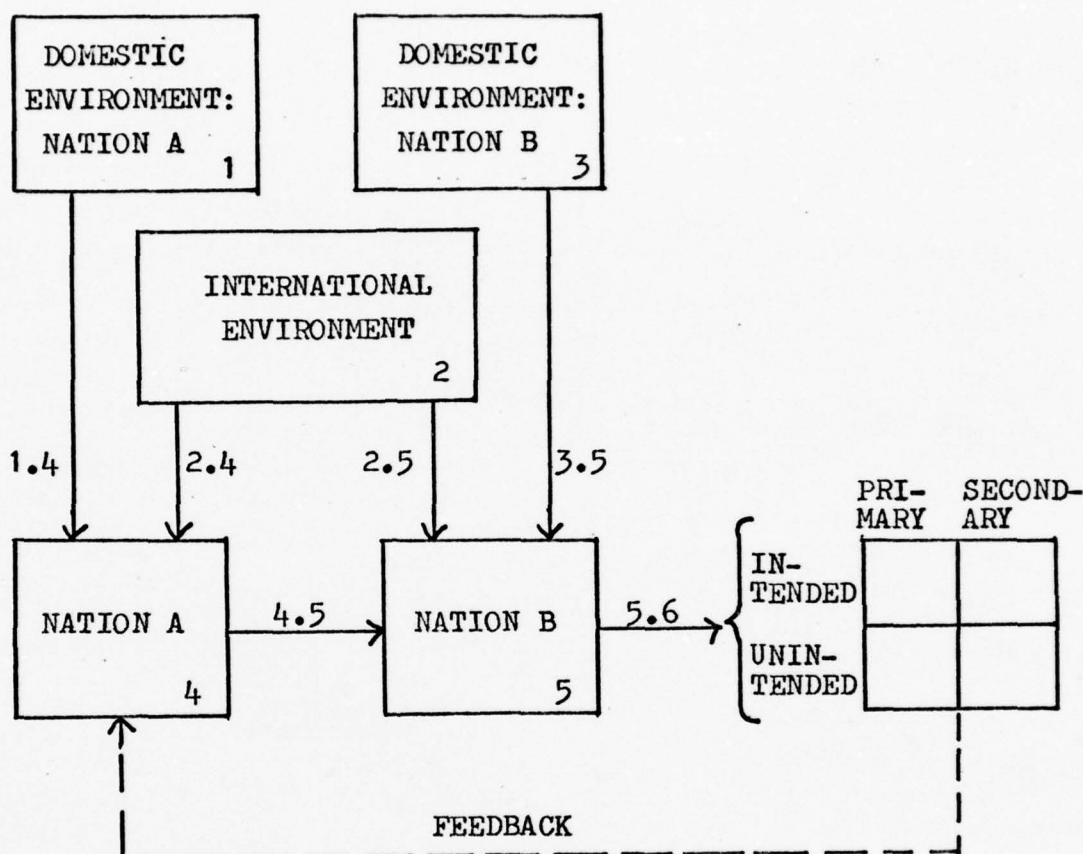 DOMESTIC
ENVIRONMENT:
NATION A
1
DOMESTIC
ENVIRONMENT:
NATION B
3
INTERNATIONAL
ENVIRONMENT
2
1.4
2.4
2.5
3.5
PRI-
MARY
SECOND-
ARY
NATION A
4
4.5
NATION B
5
5.6
IN-
TENDED
UNIN-
TENDED
FEEDBACK